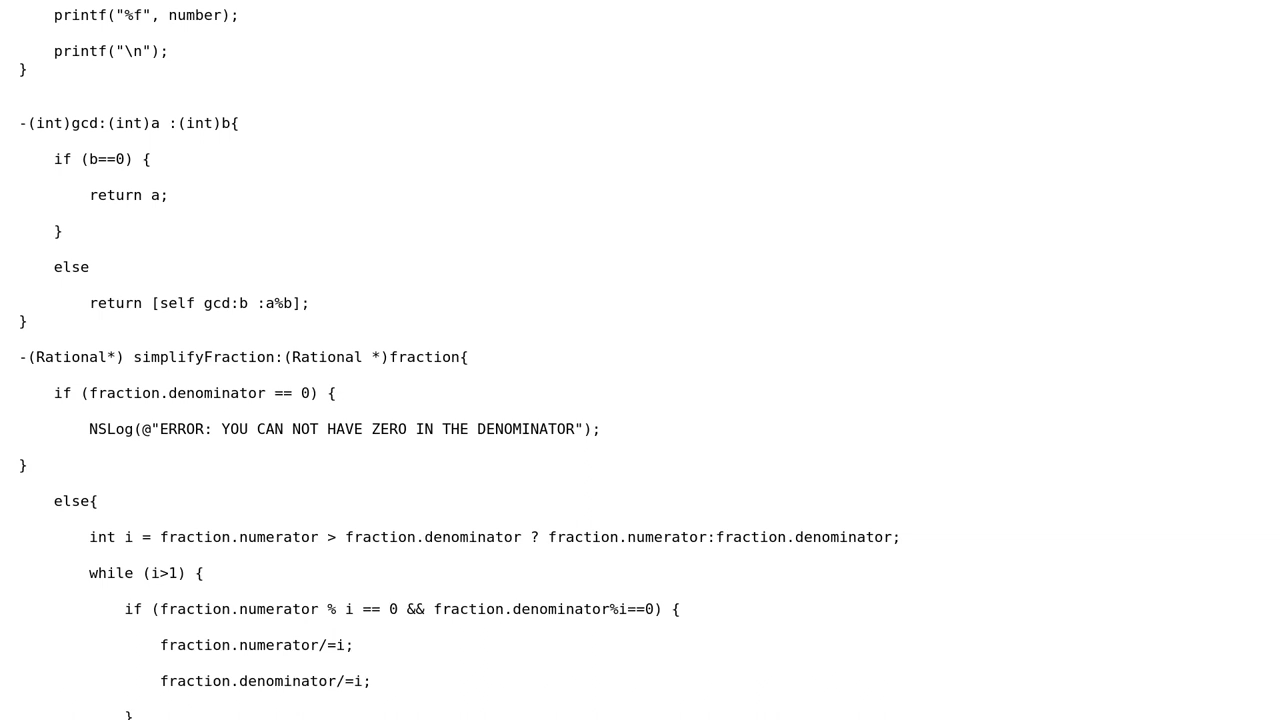 printf("%f", number);
    printf("\n");
}
-(int)gcd:(int)a :(int)b{
    if (b==0) {
        return a;
    }
    else
        return [self gcd:b :a%b];
}
-(Rational*) simplifyFraction:(Rational *)fraction{
    if (fraction.denominator == 0) {
        NSLog(@"ERROR: YOU CAN NOT HAVE ZERO IN THE DENOMINATOR");
}
    else{
        int i = fraction.numerator > fraction.denominator ? fraction.numerator:fraction.denominator;
        while (i>1) {
            if (fraction.numerator % i == 0 && fraction.denominator%i==0) {
                fraction.numerator/=i;
                fraction.denominator/=i;
            }